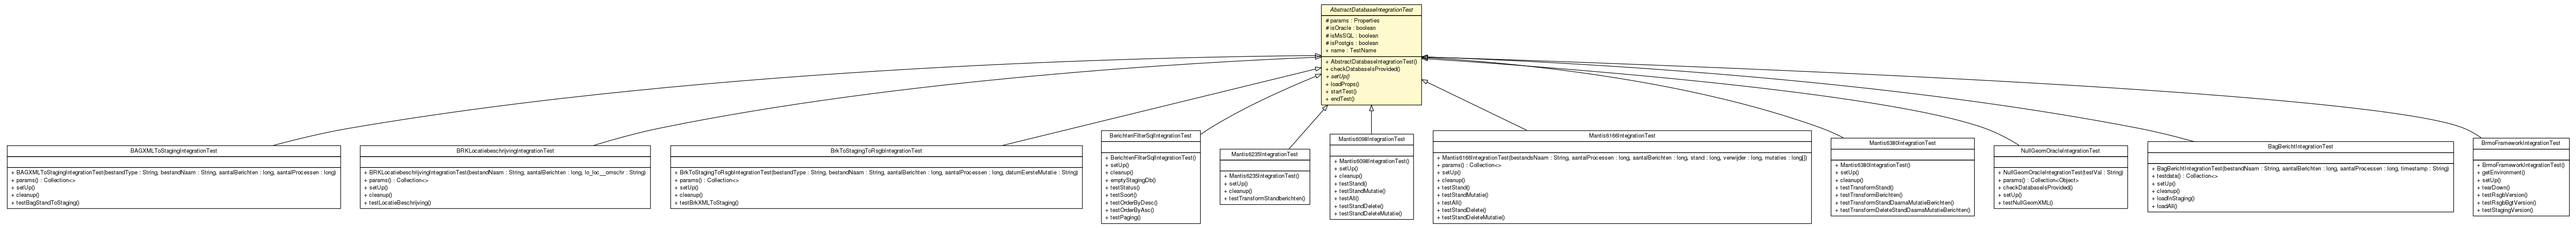 AbstractDatabaseIntegrationTest
# params : Properties
# isOracle : boolean
# isMsSQL : boolean
# isPostgis : boolean
+ name : TestName
+ AbstractDatabaseIntegrationTest()
+ checkDatabaseIsProvided()
+ setUp()
+ loadProps()
+ startTest()
+ endTest()
BAGXMLToStagingIntegrationTest
+ BAGXMLToStagingIntegrationTest(bestandType : String, bestandNaam : String, aantalBerichten : long, aantalProcessen : long)
+ params() : Collection<>
+ setUp()
+ cleanup()
+ testBagStandToStaging()
BRKLocatiebeschrijvingIntegrationTest
+ BRKLocatiebeschrijvingIntegrationTest(bestandNaam : String, aantalBerichten : long, lo_loc__omschr : String)
+ params() : Collection<>
+ setUp()
+ cleanup()
+ testLocatieBeschrijving()
BrkToStagingToRsgbIntegrationTest
+ BrkToStagingToRsgbIntegrationTest(bestandType : String, bestandNaam : String, aantalBerichten : long, aantalProcessen : long, datumEersteMutatie : String)
+ params() : Collection<>
+ setUp()
+ cleanup()
+ testBrkXMLToStaging()
BerichtenFilterSqlIntegrationTest
+ BerichtenFilterSqlIntegrationTest()
+ setUp()
+ cleanup()
+ emptyStagingDb()
+ testStatus()
+ testSoort()
+ testOrderByDesc()
+ testOrderByAsc()
+ testPaging()
Mantis6235IntegrationTest
+ Mantis6235IntegrationTest()
+ setUp()
+ cleanup()
+ testTransformStandberichten()
Mantis6098IntegrationTest
+ Mantis6098IntegrationTest()
+ setUp()
+ cleanup()
+ testStand()
+ testStandMutatie()
+ testAll()
+ testStandDelete()
+ testStandDeleteMutatie()
Mantis6166IntegrationTest
+ Mantis6166IntegrationTest(bestandsNaam : String, aantalProcessen : long, aantalBerichten : long, stand : long, verwijder : long, mutaties : long[])
+ params() : Collection<>
+ setUp()
+ cleanup()
+ testStand()
+ testStandMutatie()
+ testAll()
+ testStandDelete()
+ testStandDeleteMutatie()
Mantis6380IntegrationTest
+ Mantis6380IntegrationTest()
+ setUp()
+ cleanup()
+ testTransformStand()
+ testTransformBerichten()
+ testTransformStandDaarnaMutatieBerichten()
+ testTransformDeleteStandDaarnaMutatieBerichten()
NullGeomOracleIntegrationTest
+ NullGeomOracleIntegrationTest(testVal : String)
+ params() : Collection<Object>
+ checkDatabaseIsProvided()
+ setUp()
+ testNullGeomXML()
BagBerichtIntegrationTest
+ BagBerichtIntegrationTest(bestandNaam : String, aantalBerichten : long, aantalProcessen : long, timestamp : String)
+ testdata() : Collection<>
+ setUp()
+ cleanup()
+ loadInStaging()
+ loadAll()
BrmoFrameworkIntegrationTest
+ BrmoFrameworkIntegrationTest()
+ getEnvironment()
+ setUp()
+ tearDown()
+ testRsgbVersion()
+ testRsgbBgtVersion()
+ testStagingVersion()